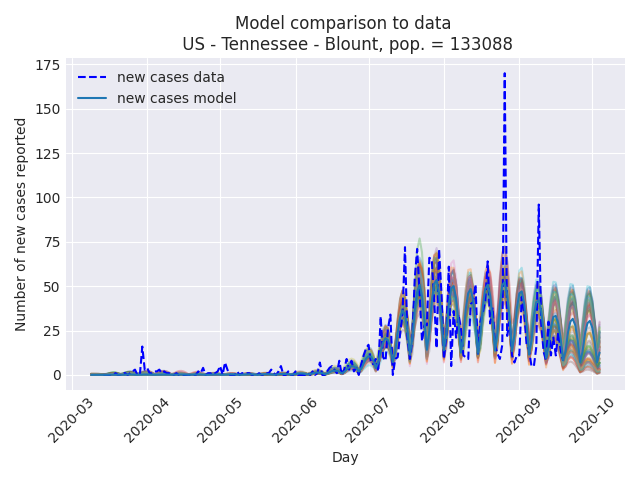 Model comparison to data
US - Tennessee - Blount, pop. = 133088
new cases data
new cases model
Number of new cases reported
175
150
125
100
75
50
25
0
2020-03
2020-04
2020-05
2020-06
2020-07
2020-08
2020-09
2020-10
Day